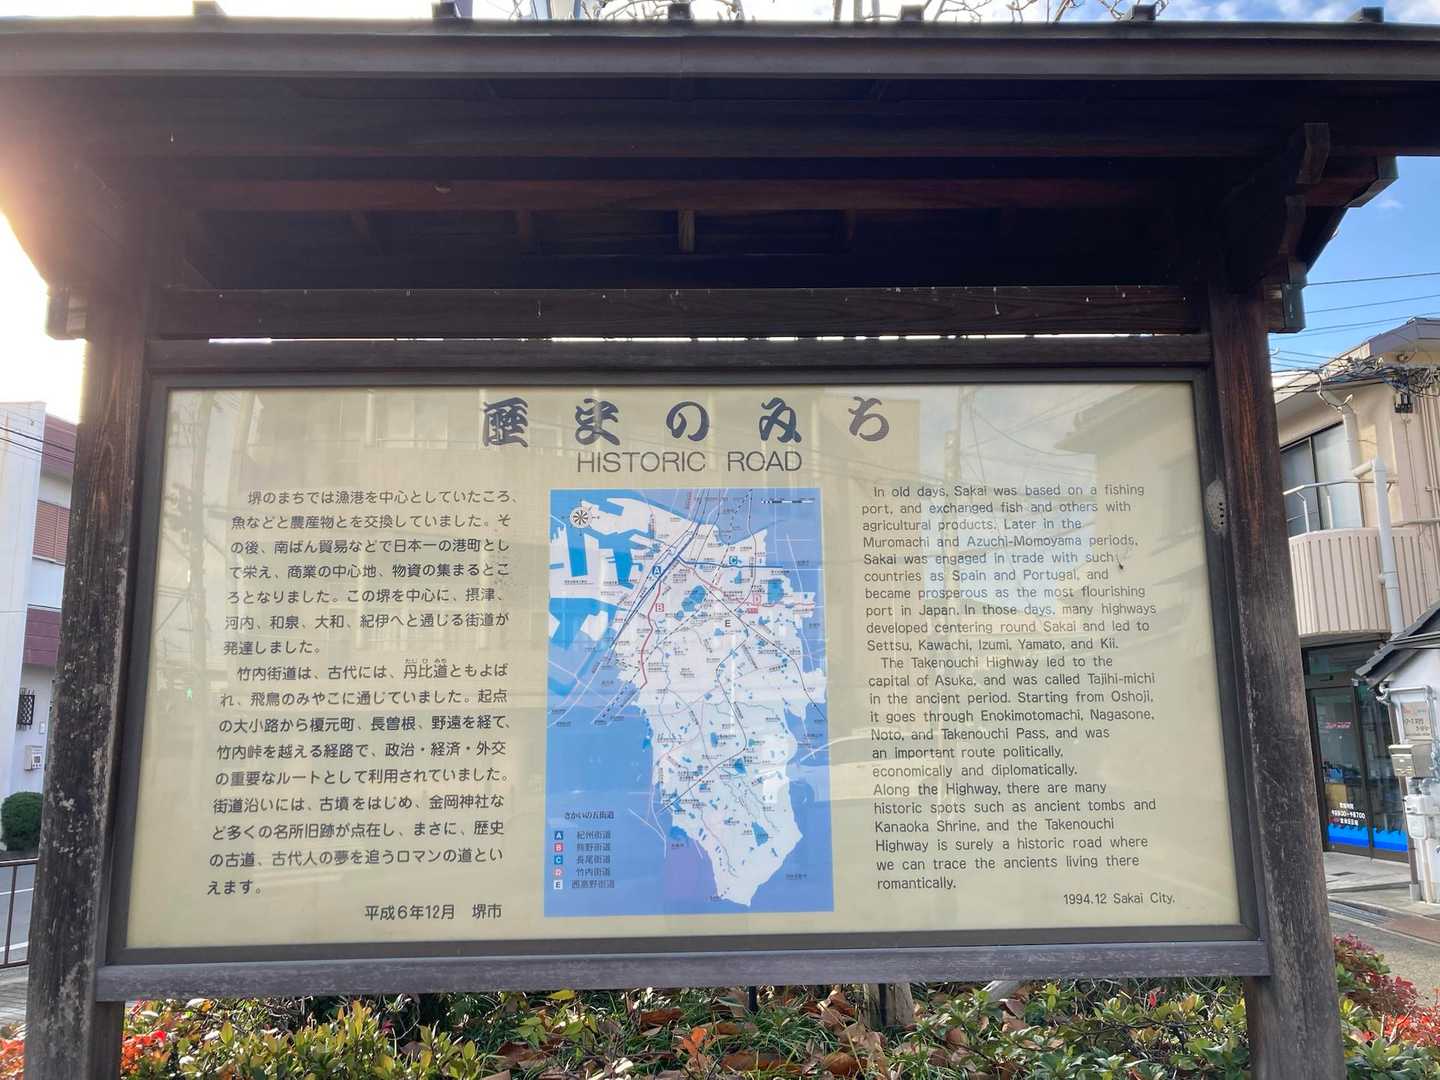 歴史のみち
HISTORIC ROAD
堺のまちでは漁港を中心としていたころ、
魚などと農産物とを交換していました。そ
の後、南ばん貿易などで日本一の港町とし
て栄え、商業の中心地、物資の集まるとこ
ろとなりました。この堺を中心に、摂津、
河内、和泉、大和、紀伊へと通じる街道が
発達しました。
竹内街道は、古代には、丹比道ともよば
れ、飛鳥のみやこに通じていました。起点
の大小路から榎元町、長曽根、野遠を経て、
竹内峠を越える経路で、政治・経済・外交
の重要なルートとして利用されていました。
街道沿いには、古墳をはじめ、金岡神社な
ど多くの名所旧跡が点在し、まさに、歴史
の古道、古代人の夢を追うロマンの道とい
えます。
平成6年12月 堺市
さかいの五街道
A 紀州街道
B 熊野街道
C 長尾街道
D 竹内街道
E 西高野街道
In old days, Sakai was based on a fishing
port, and exchanged fish and others with
agricultural products. Later in the
Muromachi and Azuchi-Momoyama periods,
Sakai was engaged in trade with such
countries as Spain and Portugal, and
became prosperous as the most flourishing
port in Japan. In those days, many highways
developed centering round Sakai and led to
Settsu, Kawachi, Izumi, Yamato, and Kii.
The Takenouchi Highway led to the
capital of Asuka, and was called Tajihi-michi
in the ancient period. Starting from Oshoji,
it goes through Enokimotomachi, Nagasone,
Noto, and Takenouchi Pass, and was
an important route politically,
economically and diplomatically.
Along the Highway, there are many
historic spots such as ancient tombs and
Kanaoka Shrine, and the Takenouchi
Highway is surely a historic road where
we can trace the ancients living there
romantically.
1994.12 Sakai City.